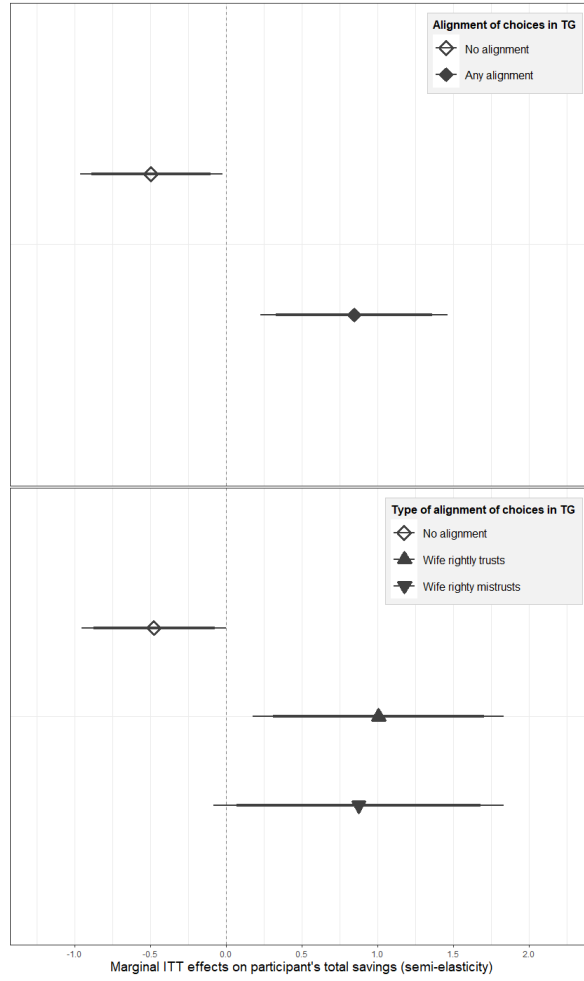 Alignment of choices in TG
No alignment
Any alignment
Type of alignment of choices in TG
No alignment
Wife rightly trusts
Wife righty mistrusts
-1.0 -0.5 0.0 0.5 1.0 1.5 2.0
Marginal ITT effects on participant's total savings (semi-elasticity)